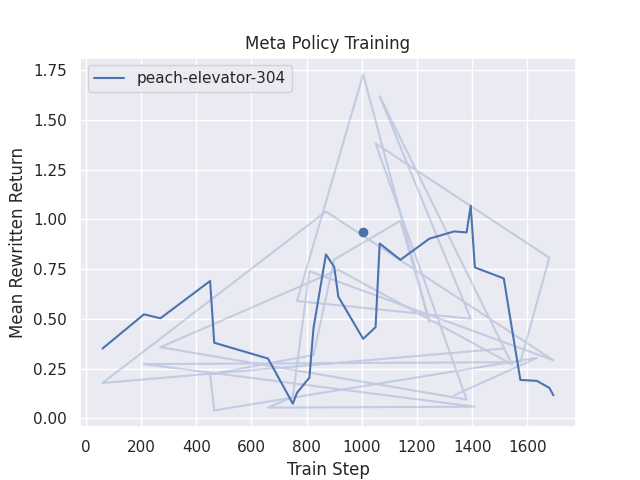 Meta Policy Training
peach-elevator-304
Mean Rewritten Return
1.75
1.50
1.25
1.00
0.75
0.50
0.25
0.00
0 200 400 600 800 1000 1200 1400 1600
Train Step